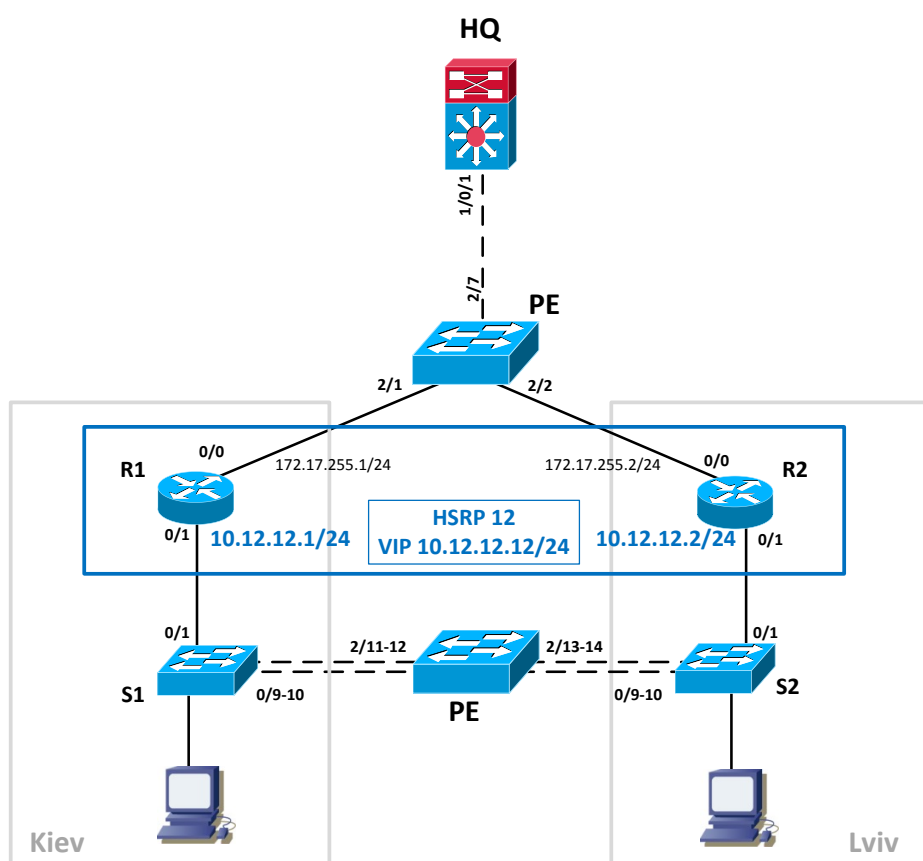 HQ
1/0/1
2/7
PE
2/1
2/2
0/0
172.17.255.1/24
172.17.255.2/24
0/0
R1
R2
0/1
10.12.12.1/24
HSRP 12
VIP 10.12.12.12/24
10.12.12.2/24
0/1
0/1
2/11-12
2/13-14
0/1
S1
0/9-10
PE
0/9-10
S2
Kiev
Lviv